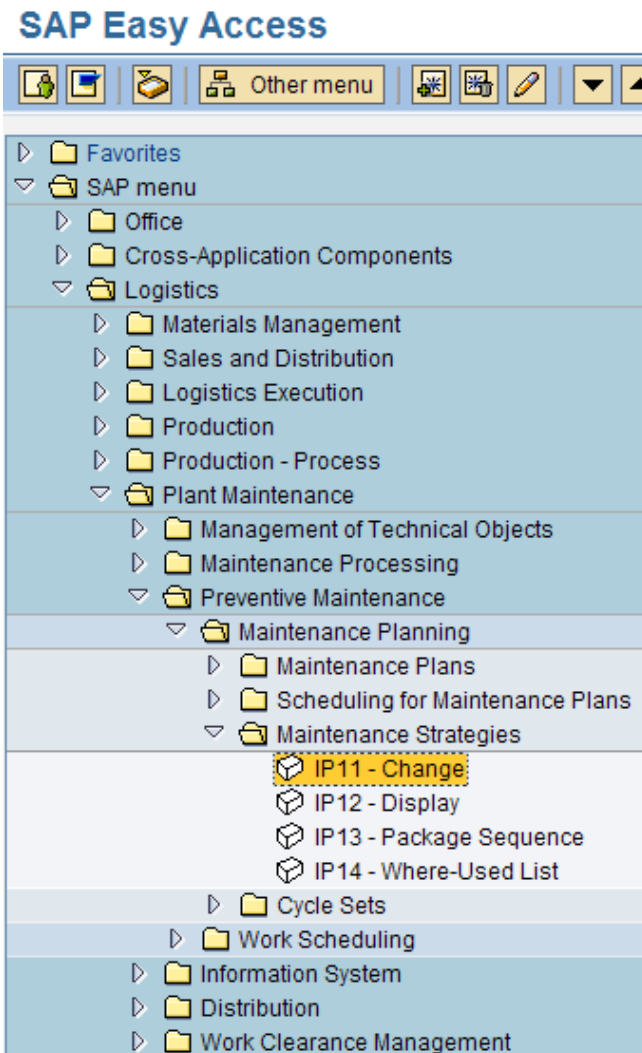 SAP Easy Access
Other menu
Favorites
SAP menu
Office
Cross-Application Components
Logistics
Materials Management
Sales and Distribution
Logistics Execution
Production
Production - Process
Plant Maintenance
Management of Technical Objects
Maintenance Processing
Preventive Maintenance
Maintenance Planning
Maintenance Plans
Scheduling for Maintenance Plans
Maintenance Strategies
IP11 - Change
IP12 - Display
IP13 - Package Sequence
IP14 - Where-Used List
Cycle Sets
Work Scheduling
Information System
Distribution
Work Clearance Management